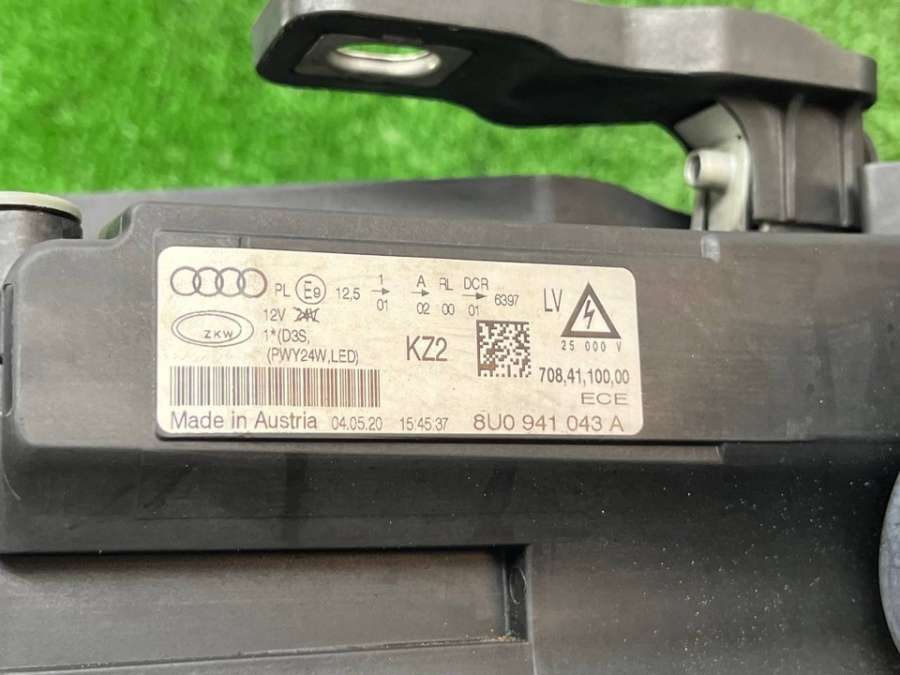 PL E9 12,5 1 01 A 02 RL 00 DCR 01 6397 LV
12V 24V
ZKW 1*(D3S,
(PWY24W,LED) KZ2
25 000 V
708,41,100,00
ECE
Made in Austria 04.05.20 15:45:37 8U0 941 043 A